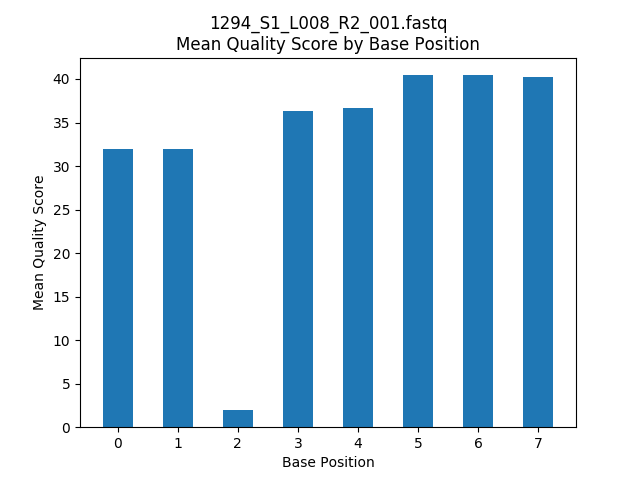 1294_S1_L008_R2_001.fastq
Mean Quality Score by Base Position
Mean Quality Score
40
35
30
25
20
15
10
5
0
0 1 2 3 4 5 6 7
Base Position